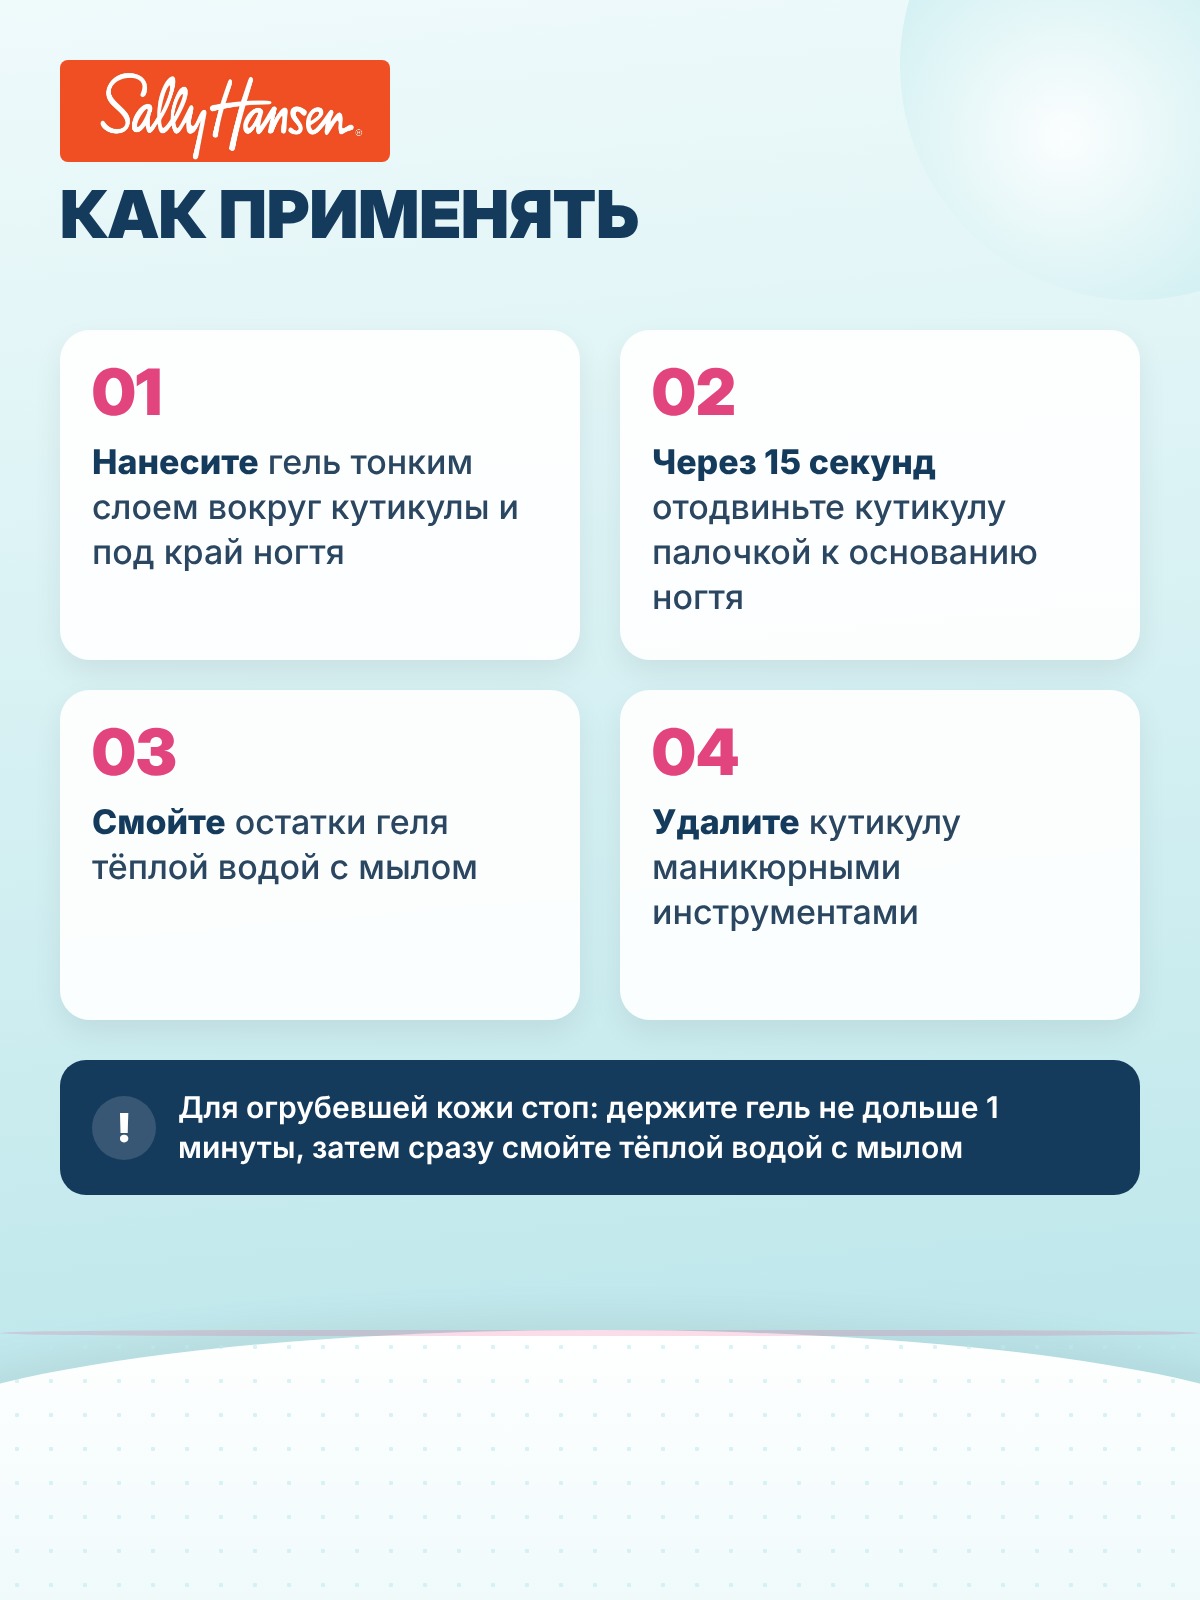 Sally Hansen®
КАК ПРИМЕНЯТЬ
01
Нанесите гель тонким
слоем вокруг кутикулы и
под край ногтя
02
Через 15 секунд
отодвиньте кутикулу
палочкой к основанию
ногтя
03
Смойте остатки геля
тёплой водой с мылом
04
Удалите кутикулу
маникюрными
инструментами
!
Для огрубевшей кожи стоп: держите гель не дольше 1
минуты, затем сразу смойте тёплой водой с мылом